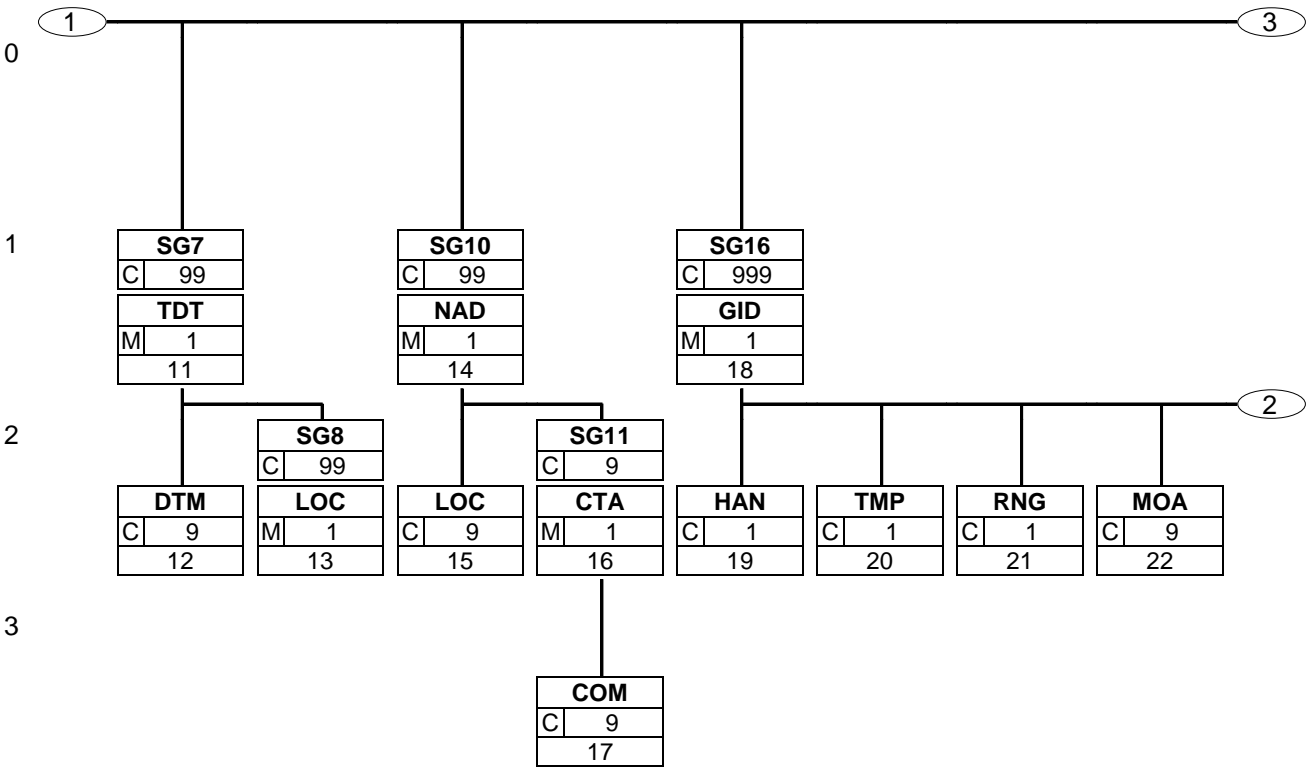 1 3
0
1
SG7 SG10 SG16
C 99 C 99 C 999
TDT NAD GID
M 1 M 1 M 1
11 14 18
2
2
SG8 SG11
C 99 C 9
DTM LOC LOC CTA HAN TMP RNG MOA
C 9 M 1 C 9 M 1 C 1 C 1 C 1 C 9
12 13 15 16 19 20 21 22
3
COM
C 9
17